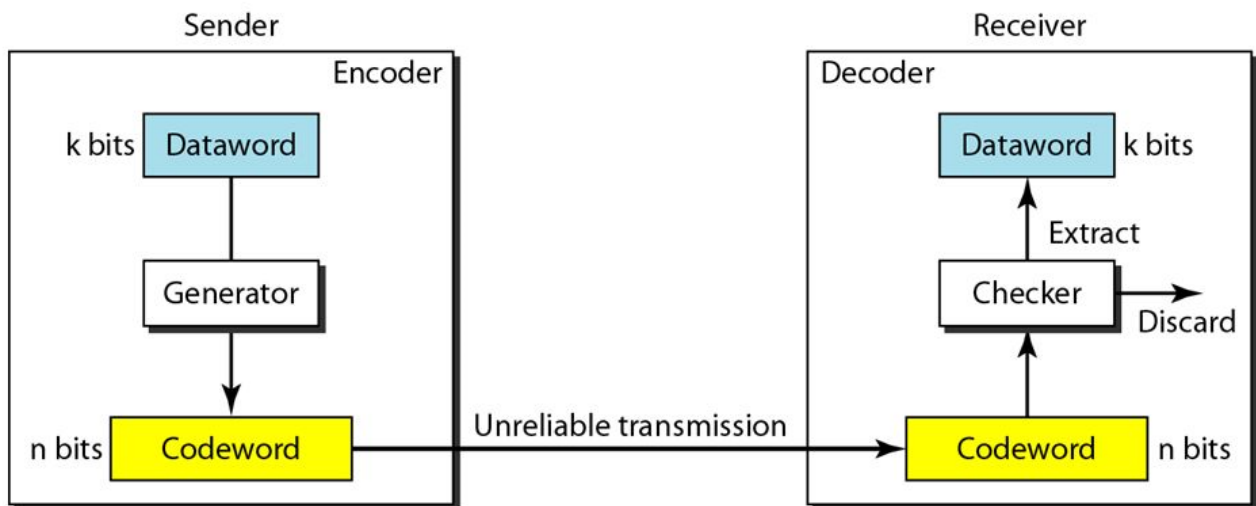 Sender
Receiver
Encoder
Decoder
k bits
Dataword
Dataword
k bits
Extract
Generator
Checker
Discard
Unreliable transmission
n bits
Codeword
Codeword
n bits